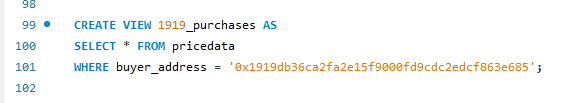 98
99 CREATE VIEW 1919_purchases AS
100 SELECT * FROM pricedata
101 WHERE buyer_address = '0x1919db36ca2fa2e15f9000fd9cdc2edcf863e685';
102